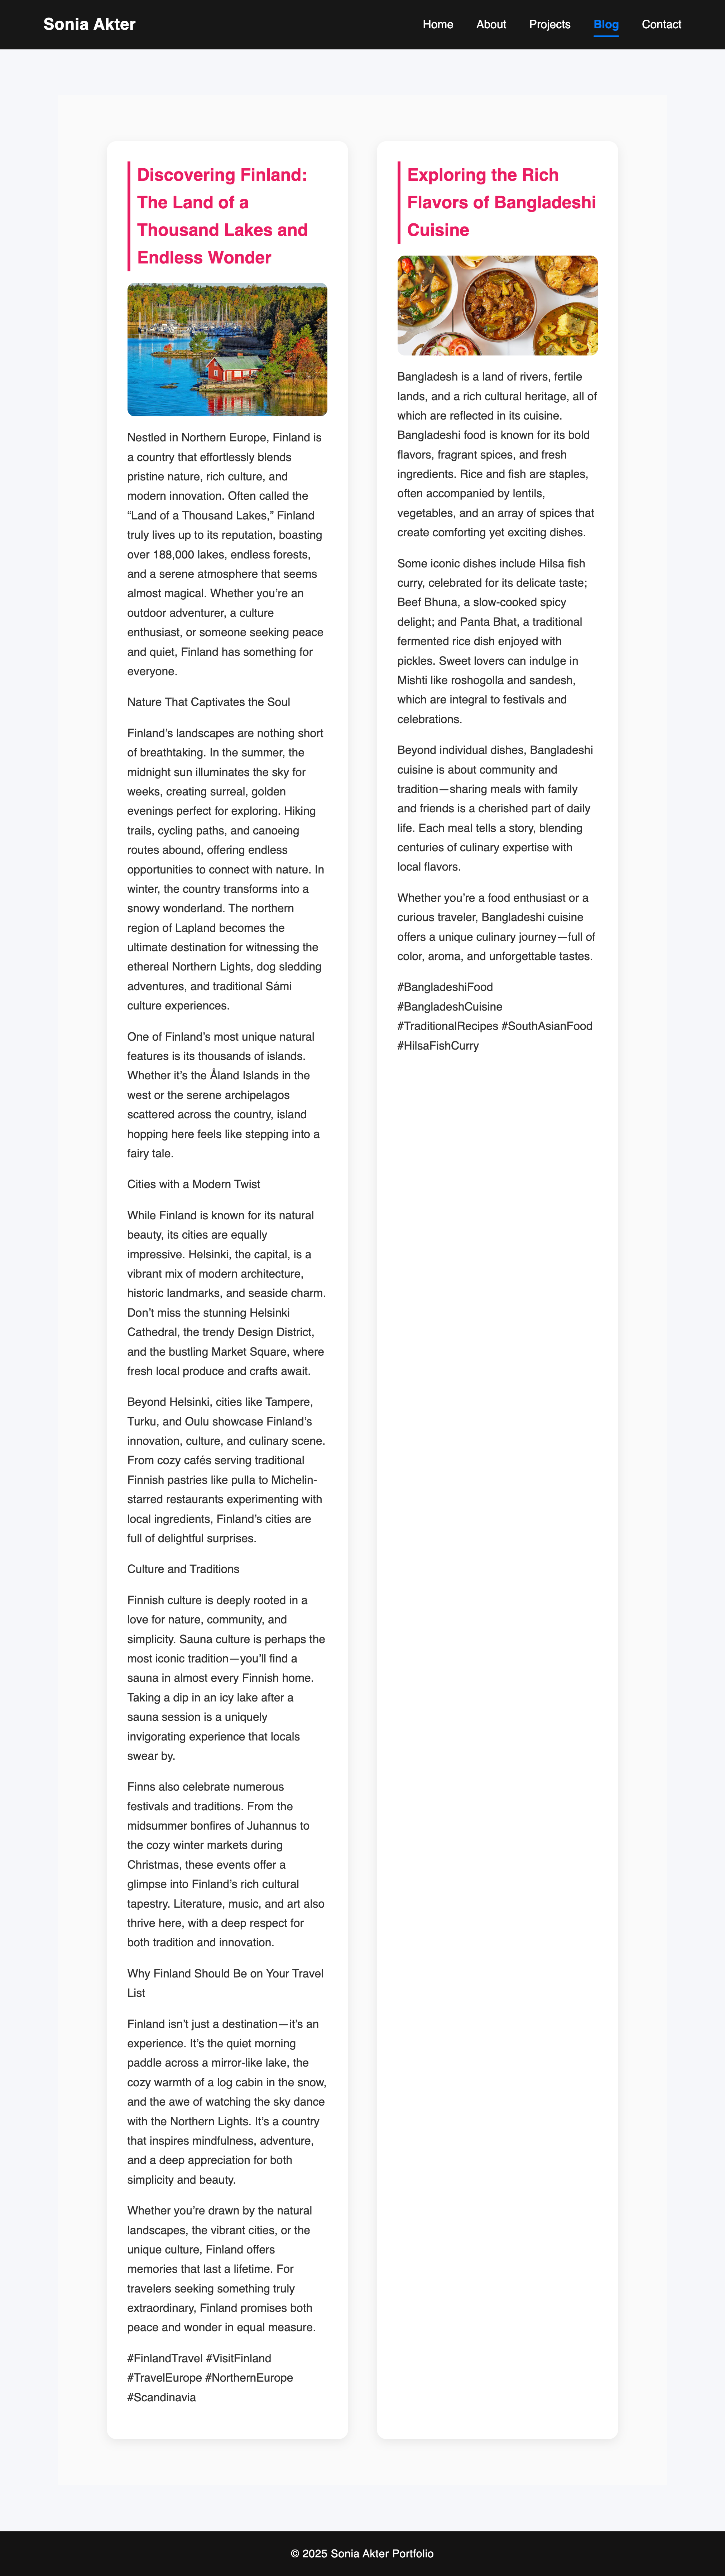 Sonia Akter
Home About Projects Blog Contact
Discovering Finland:
The Land of a
Thousand Lakes and
Endless Wonder
Nestled in Northern Europe, Finland is
a country that effortlessly blends
pristine nature, rich culture, and
modern innovation. Often called the
“Land of a Thousand Lakes,” Finland
truly lives up to its reputation, boasting
over 188,000 lakes, endless forests,
and a serene atmosphere that seems
almost magical. Whether you’re an
outdoor adventurer, a culture
enthusiast, or someone seeking peace
and quiet, Finland has something for
everyone.
Nature That Captivates the Soul
Finland’s landscapes are nothing short
of breathtaking. In the summer, the
midnight sun illuminates the sky for
weeks, creating surreal, golden
evenings perfect for exploring. Hiking
trails, cycling paths, and canoeing
routes abound, offering endless
opportunities to connect with nature. In
winter, the country transforms into a
snowy wonderland. The northern
region of Lapland becomes the
ultimate destination for witnessing the
ethereal Northern Lights, dog sledding
adventures, and traditional Sámi
culture experiences.
One of Finland’s most unique natural
features is its thousands of islands.
Whether it’s the Åland Islands in the
west or the serene archipelagos
scattered across the country, island
hopping here feels like stepping into a
fairy tale.
Cities with a Modern Twist
While Finland is known for its natural
beauty, its cities are equally
impressive. Helsinki, the capital, is a
vibrant mix of modern architecture,
historic landmarks, and seaside charm.
Don’t miss the stunning Helsinki
Cathedral, the trendy Design District,
and the bustling Market Square, where
fresh local produce and crafts await.
Beyond Helsinki, cities like Tampere,
Turku, and Oulu showcase Finland’s
innovation, culture, and culinary scene.
From cozy cafés serving traditional
Finnish pastries like pulla to Michelin-
starred restaurants experimenting with
local ingredients, Finland’s cities are
full of delightful surprises.
Culture and Traditions
Finnish culture is deeply rooted in a
love for nature, community, and
simplicity. Sauna culture is perhaps the
most iconic tradition—you’ll find a
sauna in almost every Finnish home.
Taking a dip in an icy lake after a
sauna session is a uniquely
invigorating experience that locals
swear by.
Finns also celebrate numerous
festivals and traditions. From the
midsummer bonfires of Juhannus to
the cozy winter markets during
Christmas, these events offer a
glimpse into Finland’s rich cultural
tapestry. Literature, music, and art also
thrive here, with a deep respect for
both tradition and innovation.
Why Finland Should Be on Your Travel
List
Finland isn’t just a destination—it’s an
experience. It’s the quiet morning
paddle across a mirror-like lake, the
cozy warmth of a log cabin in the snow,
and the awe of watching the sky dance
with the Northern Lights. It’s a country
that inspires mindfulness, adventure,
and a deep appreciation for both
simplicity and beauty.
Whether you’re drawn by the natural
landscapes, the vibrant cities, or the
unique culture, Finland offers
memories that last a lifetime. For
travelers seeking something truly
extraordinary, Finland promises both
peace and wonder in equal measure.
#FinlandTravel #VisitFinland
#TravelEurope #NorthernEurope
#Scandinavia
Exploring the Rich
Flavors of Bangladeshi
Cuisine
Bangladesh is a land of rivers, fertile
lands, and a rich cultural heritage, all of
which are reflected in its cuisine.
Bangladeshi food is known for its bold
flavors, fragrant spices, and fresh
ingredients. Rice and fish are staples,
often accompanied by lentils,
vegetables, and an array of spices that
create comforting yet exciting dishes.
Some iconic dishes include Hilsa fish
curry, celebrated for its delicate taste;
Beef Bhuna, a slow-cooked spicy
delight; and Panta Bhat, a traditional
fermented rice dish enjoyed with
pickles. Sweet lovers can indulge in
Mishti like roshogolla and sandesh,
which are integral to festivals and
celebrations.
Beyond individual dishes, Bangladeshi
cuisine is about community and
tradition—sharing meals with family
and friends is a cherished part of daily
life. Each meal tells a story, blending
centuries of culinary expertise with
local flavors.
Whether you’re a food enthusiast or a
curious traveler, Bangladeshi cuisine
offers a unique culinary journey—full of
color, aroma, and unforgettable tastes.
#BangladeshiFood
#BangladeshCuisine
#TraditionalRecipes #SouthAsianFood
#HilsaFishCurry
© 2025 Sonia Akter Portfolio